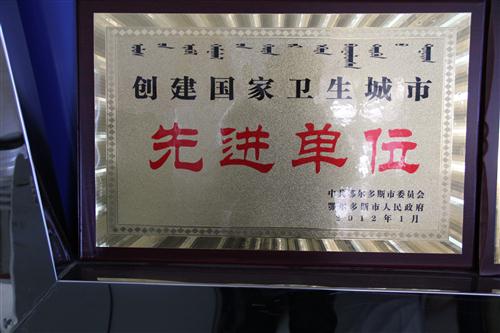 创建国家卫生城市
先进单位
中共鄂尔多斯市委员会
鄂尔多斯市人民政府
2012年1月